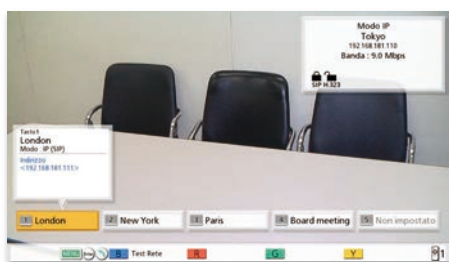 Modo IP
Tokyo
192 168 181 110
Banda : 9.0 Mbps
SIP H.323
Tasto1
London
Modo IP (SIP)
Indirizzo
<192 168 181 111>
1 London
2 New York
3 Paris
4 Board meeting
5 Non impostato
MENU Enter B Test Rete R G Y 1